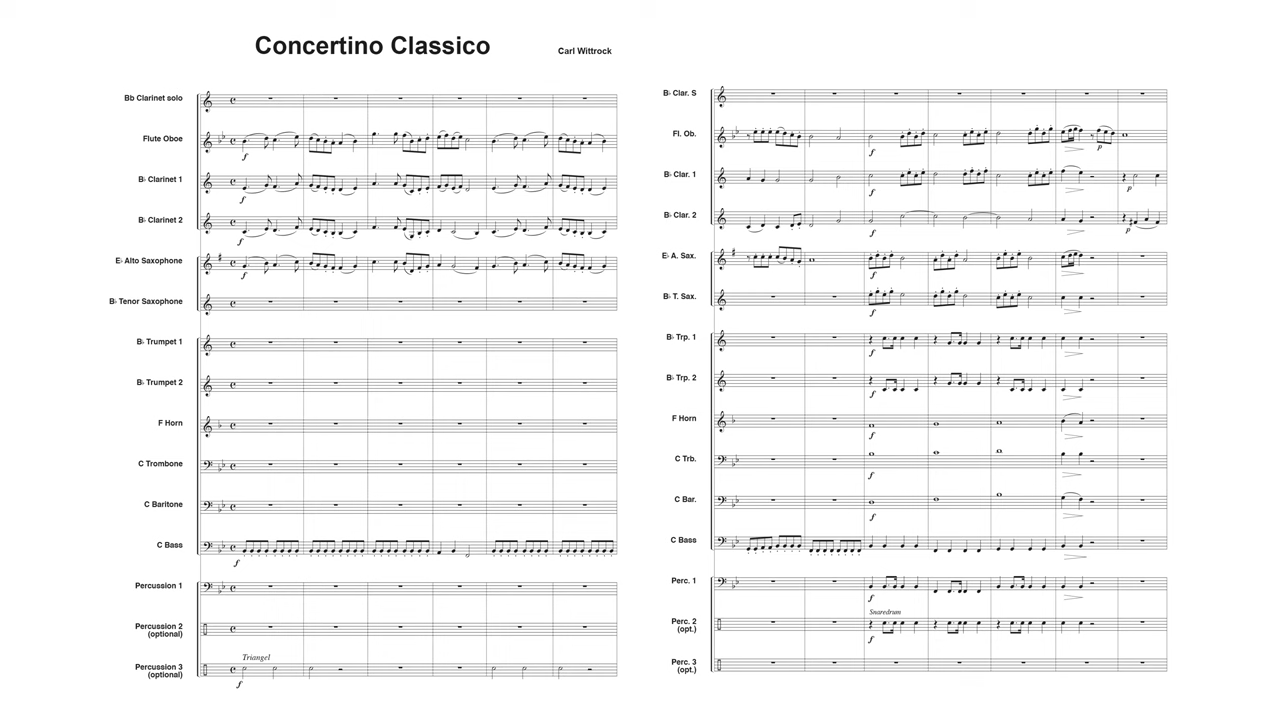 Concertino Classico
Carl Wittrock
Bb Clarinet solo
Flute Oboe
f
B♭ Clarinet 1
f
B♭ Clarinet 2
f
E♭ Alto Saxophone
f
B♭ Tenor Saxophone
B♭ Trumpet 1
B♭ Trumpet 2
F Horn
C Trombone
C Baritone
C Bass
f
Percussion 1
Percussion 2
(optional)
Triangel
Percussion 3
(optional)
f
B♭ Clar. S
Fl. Ob.
f p
B♭ Clar. 1
f p
B♭ Clar. 2
f p
E♭ A. Sax.
f
B♭ T. Sax.
f
B♭ Trp. 1
f
B♭ Trp. 2
f
F Horn
f
C Trb.
f
C Bar.
f
C Bass
Perc. 1
f
Snaredrum
Perc. 2
(opt.)
f
Perc. 3
(opt.)